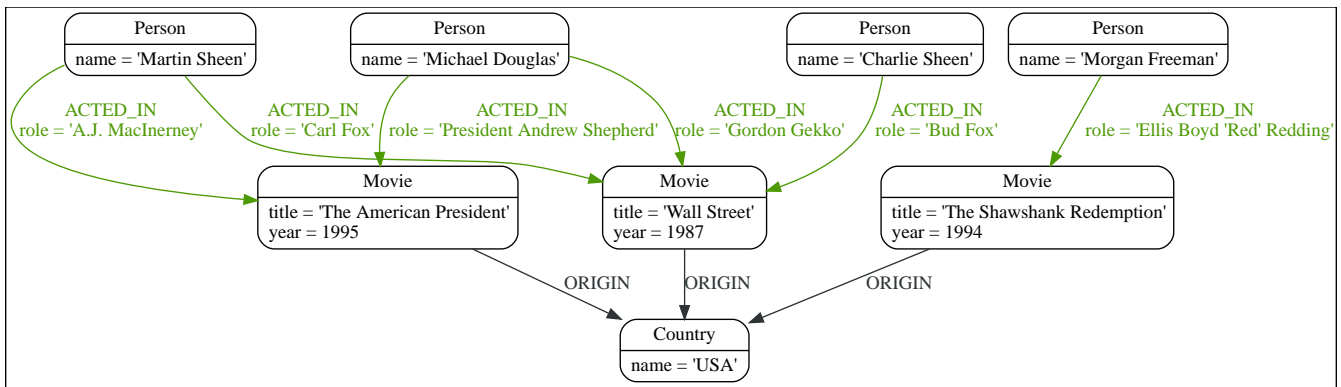 Person
name = 'Martin Sheen'
Person
name = 'Michael Douglas'
Person
name = 'Charlie Sheen'
Person
name = 'Morgan Freeman'
ACTED_IN
role = 'A.J. MacInerney'
ACTED_IN
role = 'Carl Fox'
ACTED_IN
role = 'President Andrew Shepherd'
ACTED_IN
role = 'Gordon Gekko'
ACTED_IN
role = 'Bud Fox'
ACTED_IN
role = 'Ellis Boyd 'Red' Redding'
Movie
title = 'The American President'
year = 1995
Movie
title = 'Wall Street'
year = 1987
Movie
title = 'The Shawshank Redemption'
year = 1994
ORIGIN
ORIGIN
ORIGIN
Country
name = 'USA'